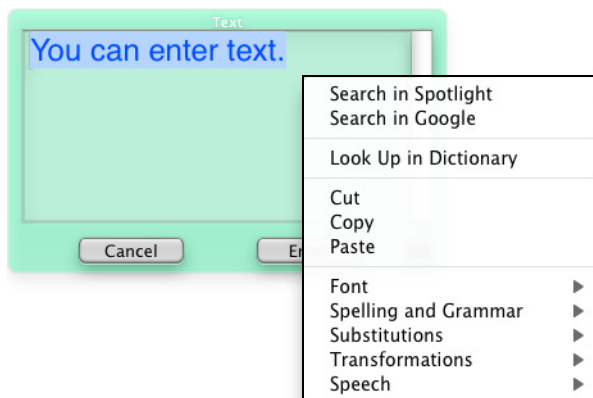 Text
You can enter text.
Search in Spotlight
Search in Google
Look Up in Dictionary
Cut
Copy
Paste
Cancel
Font
Spelling and Grammar
Substitutions
Transformations
Speech